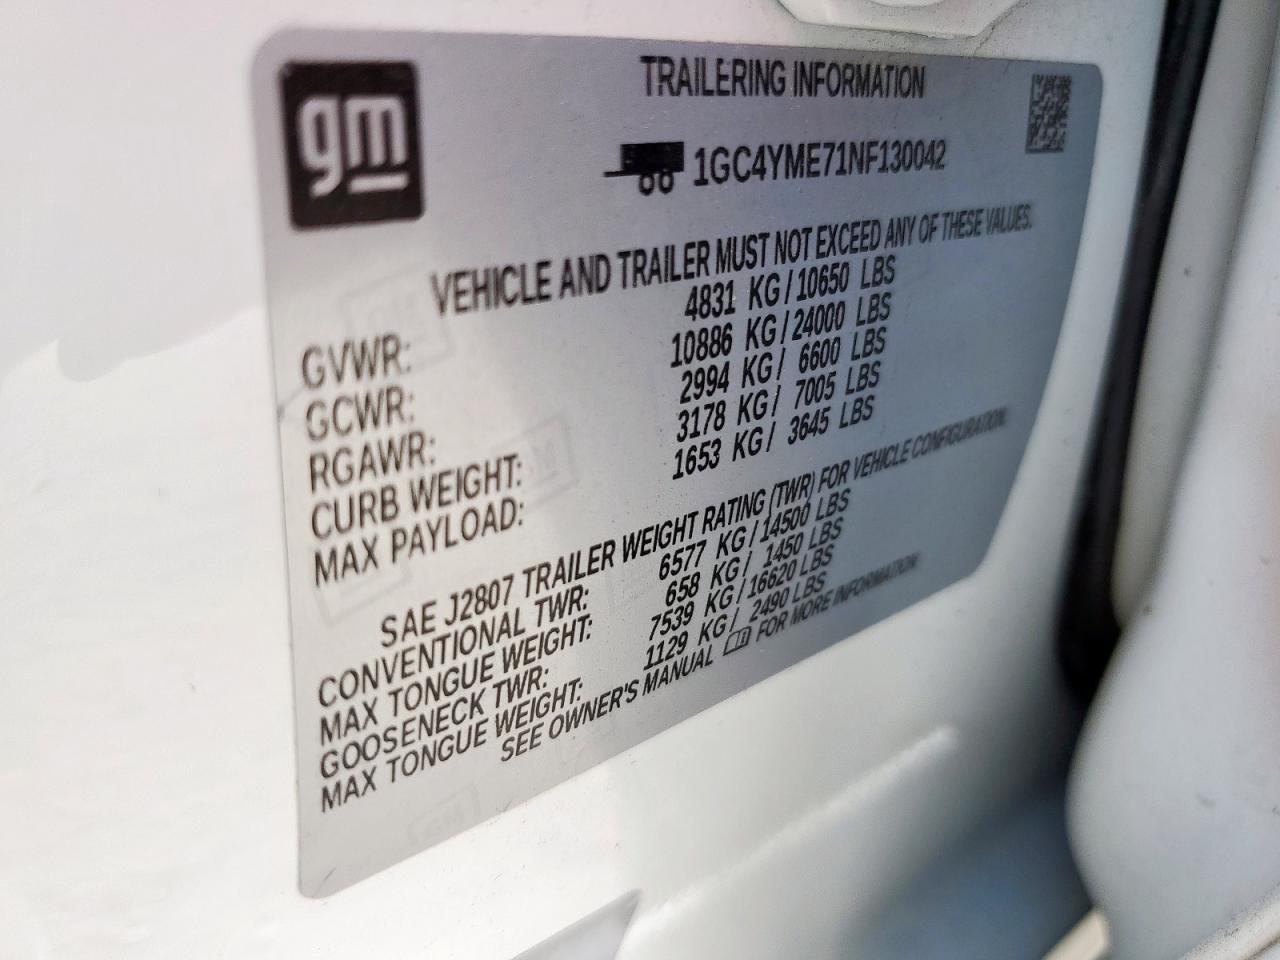 gm
TRAILERING INFORMATION
1GC4YME71NF130042
VEHICLE AND TRAILER MUST NOT EXCEED ANY OF THESE VALUES.
GVWR: 4831 KG/10650 LBS
GCWR: 10886 KG/24000 LBS
RGAWR: 2994 KG/ 6600 LBS
CURB WEIGHT: 3178 KG/ 7005 LBS
MAX PAYLOAD: 1653 KG/ 3645 LBS
SAE J2807 TRAILER WEIGHT RATING (TWR) FOR VEHICLE CONFIGURATION.
CONVENTIONAL TWR: 6577 KG/14500 LBS
MAX TONGUE WEIGHT: 658 KG/ 1450 LBS
GOOSENECK TWR: 7539 KG/16620 LBS
MAX TONGUE WEIGHT: 1129 KG/ 2490 LBS
SEE OWNER'S MANUAL FOR MORE INFORMATION